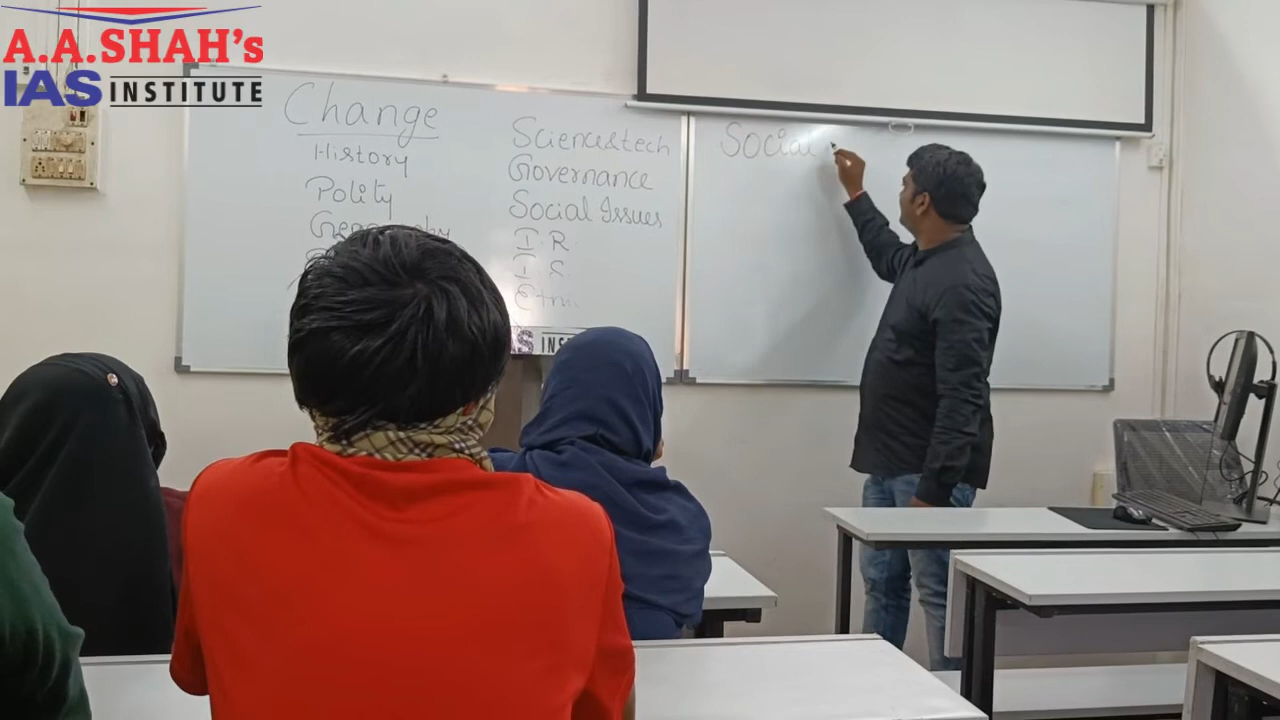 A.A.SHAH's
IAS INSTITUTE
Change
History
Polity
Science&tech
Governance
Social Issues
I.R
I.S
Social